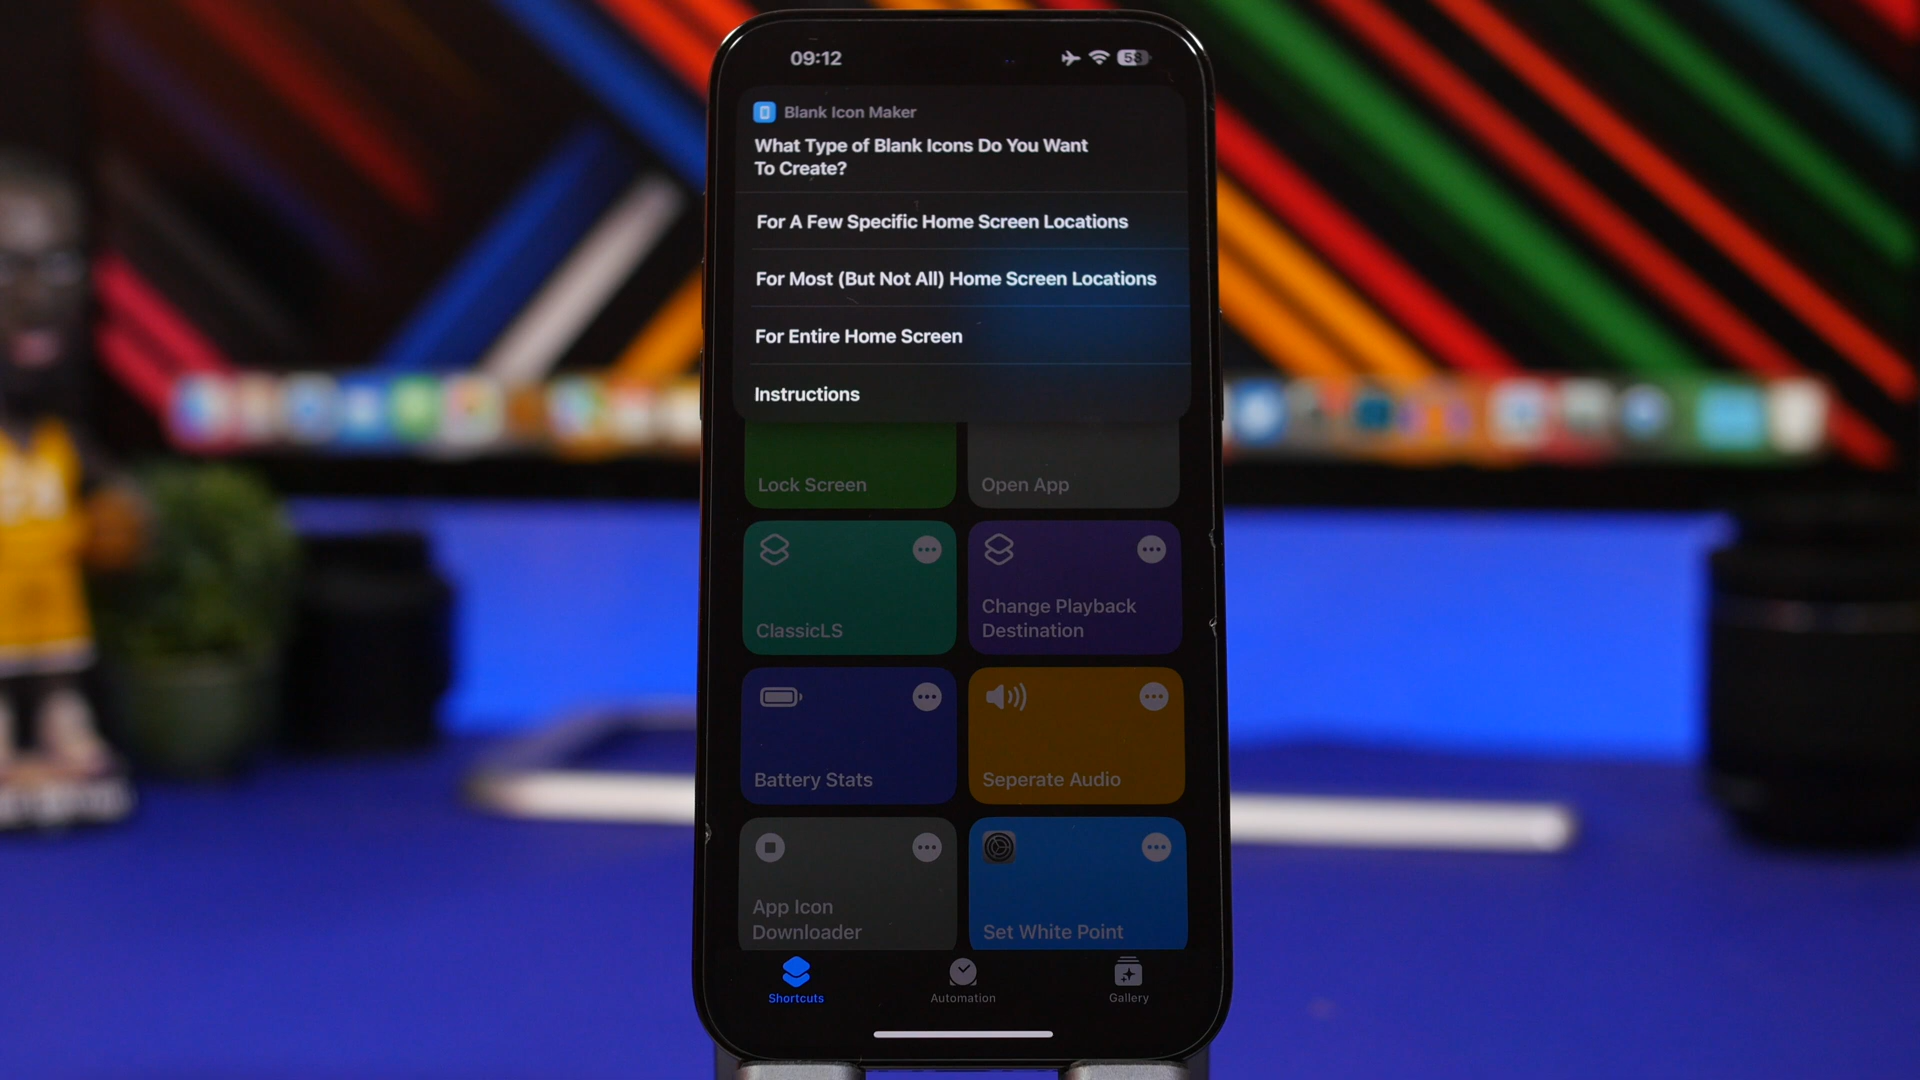 09:12
58
Blank Icon Maker
What Type of Blank Icons Do You Want
To Create?
For A Few Specific Home Screen Locations
For Most (But Not All) Home Screen Locations
For Entire Home Screen
Instructions
Lock Screen
Open App
ClassicLS
Change Playback
Destination
Battery Stats
Seperate Audio
App Icon
Downloader
Set White Point
Shortcuts
Automation
Gallery